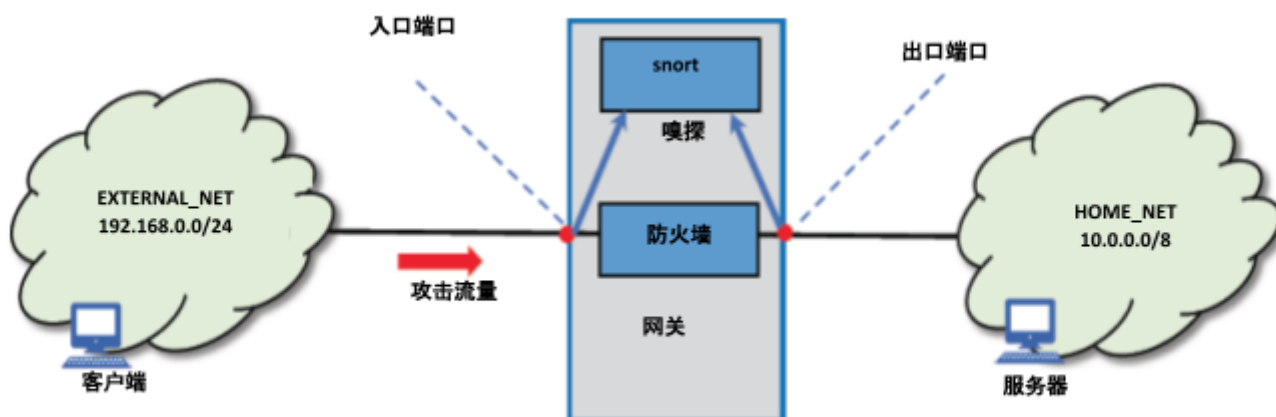 入口端口
出口端口
snort
嗅探
EXTERNAL_NET
192.168.0.0/24
防火墙
HOME_NET
10.0.0.0/8
攻击流量
网关
客户端
服务器